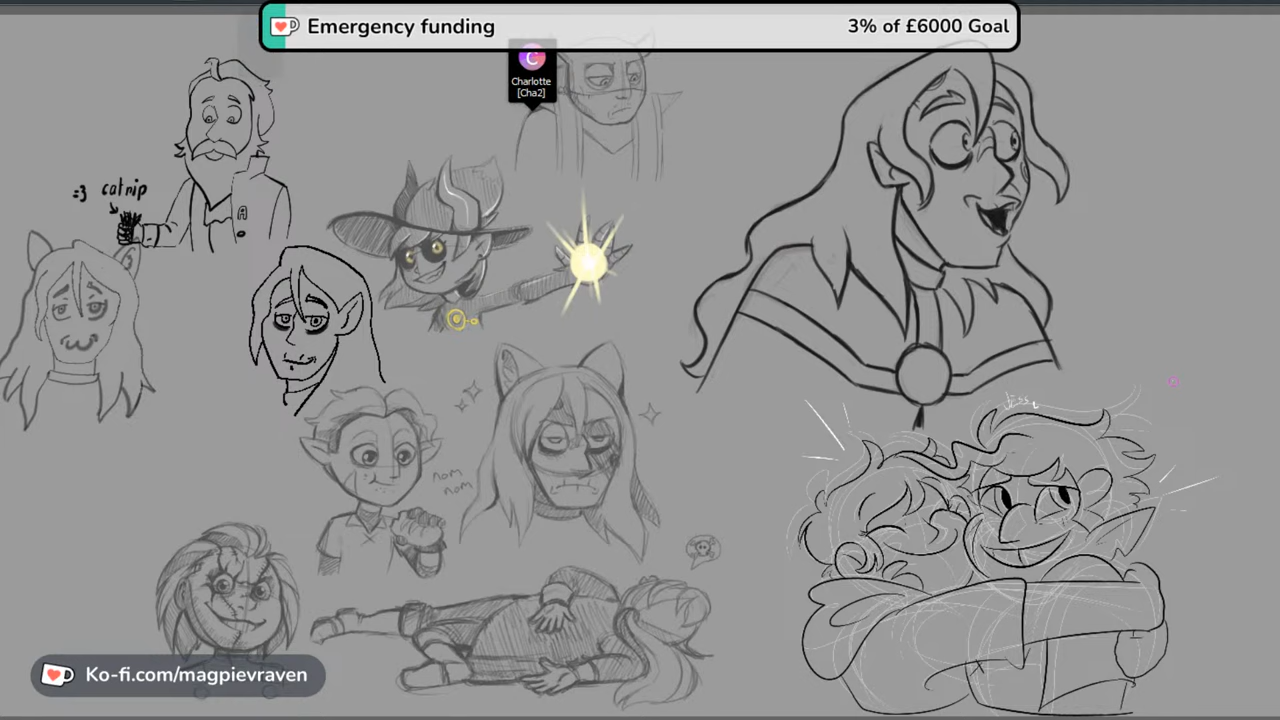 Emergency funding 3% of £6000 Goal
C
Charlotte
[Cha2]
:3 catnip
A
nom
nom
Ko-fi.com/magpievraven